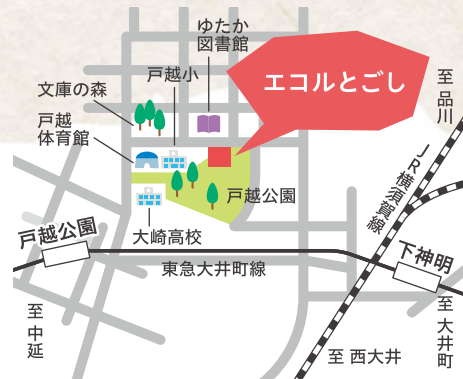 ゆたか
図書館
戸越小
エコルとごし
文庫の森
至 品川
戸越
体育館
JR横須賀線
戸越公園
大崎高校
戸越公園
下神明
東急大井町線
至 中延
至 西大井
至 大井町